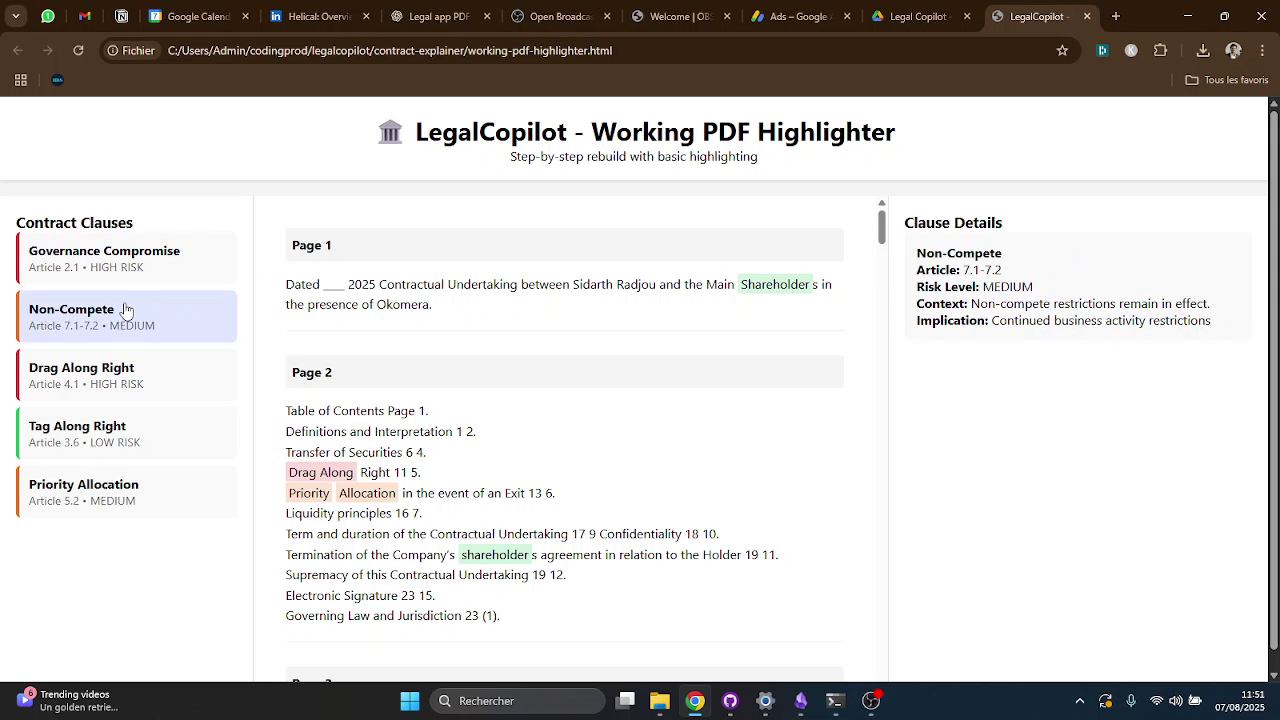 Google Calend
Helical: Overvi
Legal app PDF
Open Broadcas
Welcome | OBS
Ads – Google A
Legal Copilot -
LegalCopilot -
Fichier
C:/Users/Admin/codingprod/legalcopilot/contract-explainer/working-pdf-highlighter.html
Tous les favoris
🏛️ LegalCopilot - Working PDF Highlighter
Step-by-step rebuild with basic highlighting
Contract Clauses
Governance Compromise
Article 2.1 • HIGH RISK
Non-Compete
Article 7.1-7.2 • MEDIUM
Drag Along Right
Article 4.1 • HIGH RISK
Tag Along Right
Article 3.6 • LOW RISK
Priority Allocation
Article 5.2 • MEDIUM
Page 1
Dated ____ 2025 Contractual Undertaking between Sidarth Radjou and the Main Shareholder s in
the presence of Okomera.
Page 2
Table of Contents Page 1.
Definitions and Interpretation 1 2.
Transfer of Securities 6 4.
Drag Along Right 11 5.
Priority Allocation in the event of an Exit 13 6.
Liquidity principles 16 7.
Term and duration of the Contractual Undertaking 17 9 Confidentiality 18 10.
Termination of the Company's shareholder s agreement in relation to the Holder 19 11.
Supremacy of this Contractual Undertaking 19 12.
Electronic Signature 23 15.
Governing Law and Jurisdiction 23 (1).
Clause Details
Non-Compete
Article: 7.1-7.2
Risk Level: MEDIUM
Context: Non-compete restrictions remain in effect.
Implication: Continued business activity restrictions
6
Trending videos
Un golden retrie...
Rechercher
11:51
07/08/2025